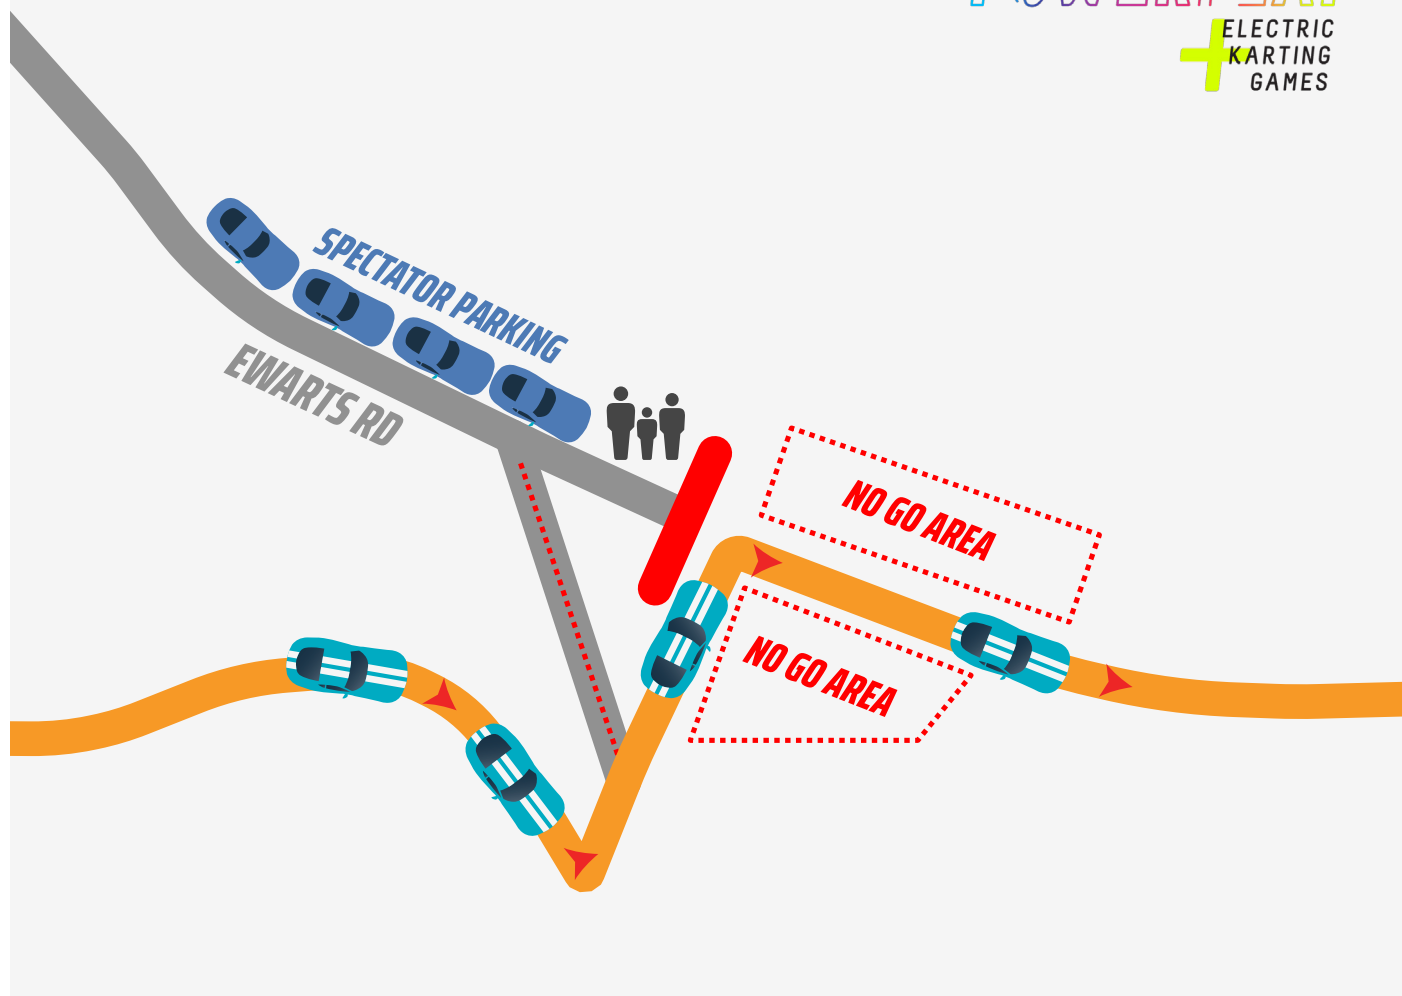 ELECTRIC
KARTING
GAMES
SPECTATOR PARKING
EWARTS RD
NO GO AREA
NO GO AREA